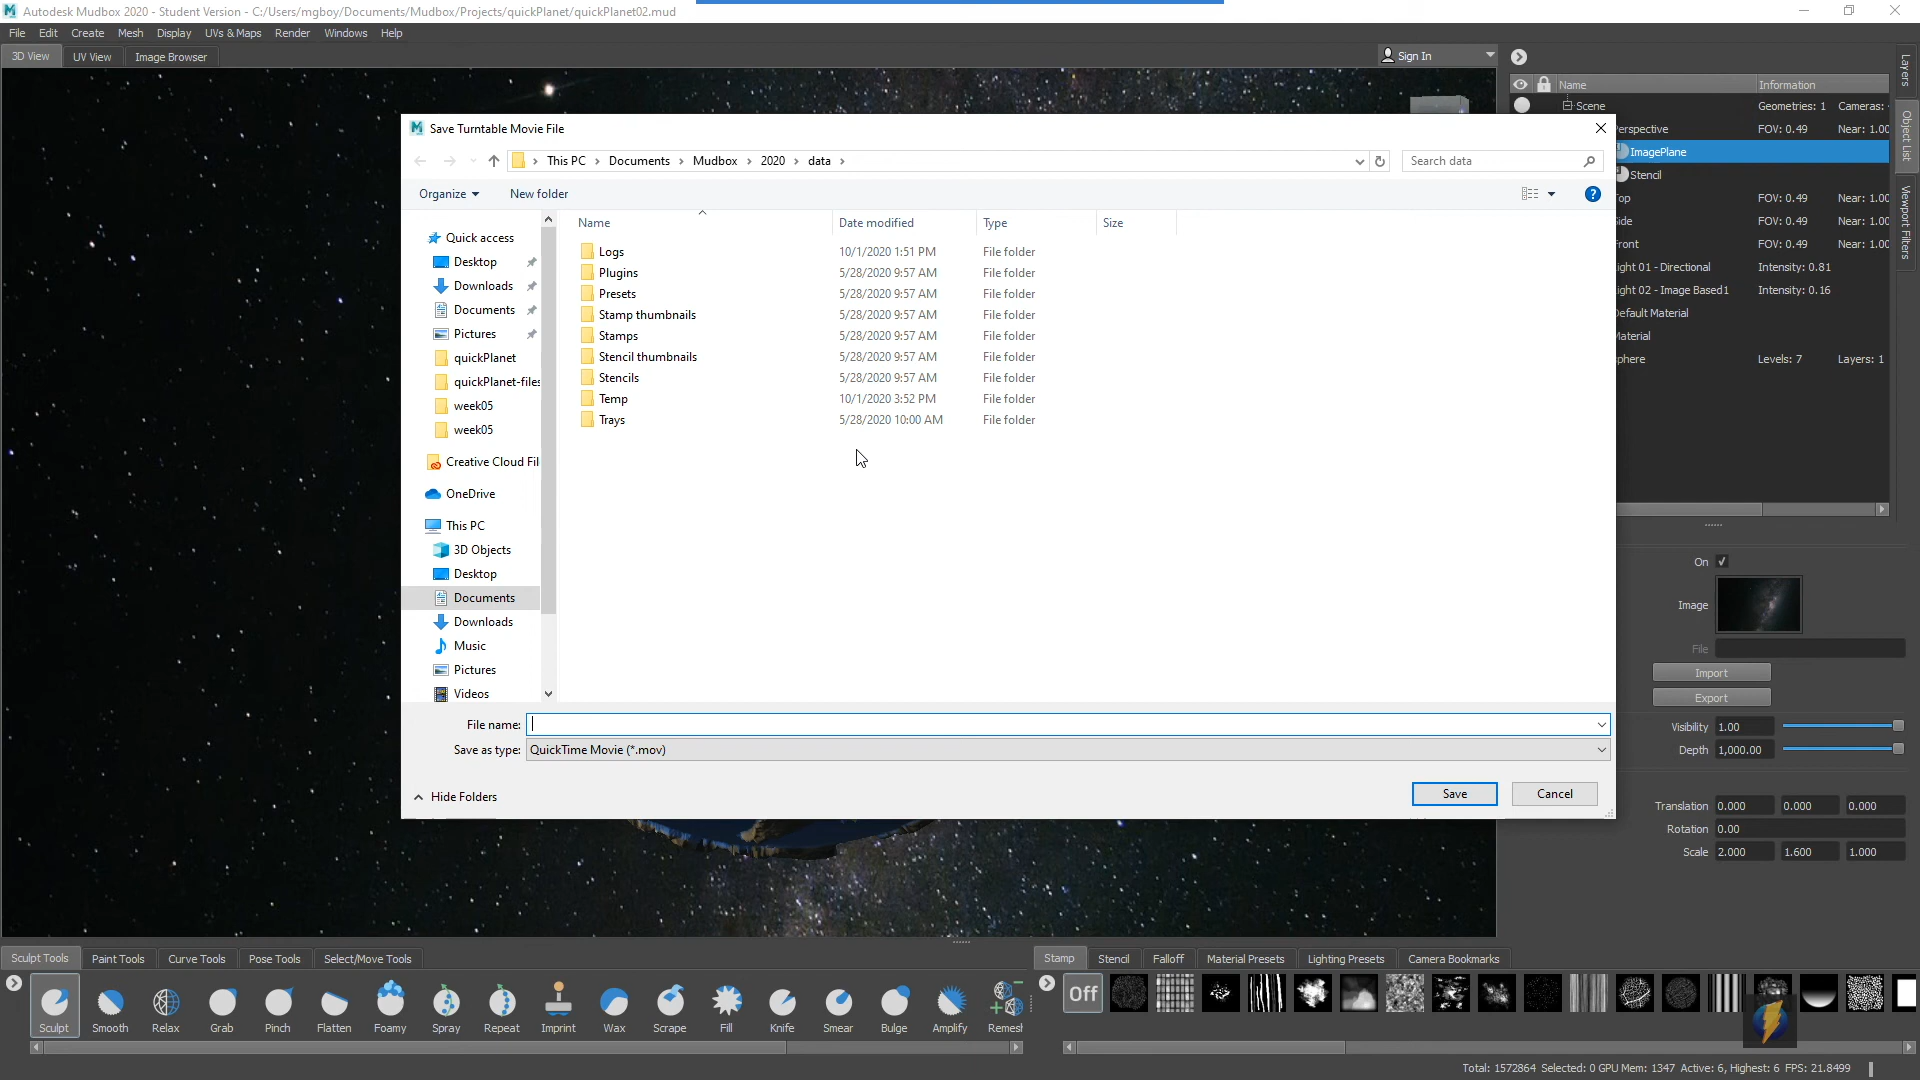 Autodesk Mudbox 2020 - Student Version - C:/Users/mgboy/Documents/Mudbox/Projects/quickPlanet/quickPlanet02.mud
File Edit Create Mesh Display UVs & Maps Render Windows Help
3D View UV View Image Browser
Sign In
Layers
Object List
Viewport Filters
Name Information
Scene Geometries: 1 Cameras:
erspective FOV: 0.49 Near: 1.00
ImagePlane
Stencil
op FOV: 0.49 Near: 1.00
ide FOV: 0.49 Near: 1.00
ront FOV: 0.49 Near: 1.00
ight 01 - Directional Intensity: 0.81
ight 02 - Image Based1 Intensity: 0.16
efault Material
aterial
phere Levels: 7 Layers: 1
Save Turntable Movie File
This PC Documents Mudbox 2020 data
Search data
Organize New folder
Name Date modified Type Size
Quick access
Desktop
Downloads
Documents
Pictures
quickPlanet
quickPlanet-files
week05
week05
Creative Cloud Fil
OneDrive
This PC
3D Objects
Desktop
Documents
Downloads
Music
Pictures
Videos
Logs 10/1/2020 1:51 PM File folder
Plugins 5/28/2020 9:57 AM File folder
Presets 5/28/2020 9:57 AM File folder
Stamp thumbnails 5/28/2020 9:57 AM File folder
Stamps 5/28/2020 9:57 AM File folder
Stencil thumbnails 5/28/2020 9:57 AM File folder
Stencils 5/28/2020 9:57 AM File folder
Temp 10/1/2020 3:52 PM File folder
Trays 5/28/2020 10:00 AM File folder
File name:
Save as type: QuickTime Movie (*.mov)
Hide Folders
Save Cancel
On
Image
File
Import
Export
Visibility 1.00
Depth 1,000.00
Translation 0.000 0.000 0.000
Rotation 0.00
Scale 2.000 1.600 1.000
Sculpt Tools Paint Tools Curve Tools Pose Tools Select/Move Tools
Sculpt Smooth Relax Grab Pinch Flatten Foamy Spray Repeat Imprint Wax Scrape Fill Knife Smear Bulge Amplify Remesh
Stamp Stencil Falloff Material Presets Lighting Presets Camera Bookmarks
Off
Total: 1572864 Selected: 0 GPU Mem: 1347 Active: 6, Highest: 6 FPS: 21.8499